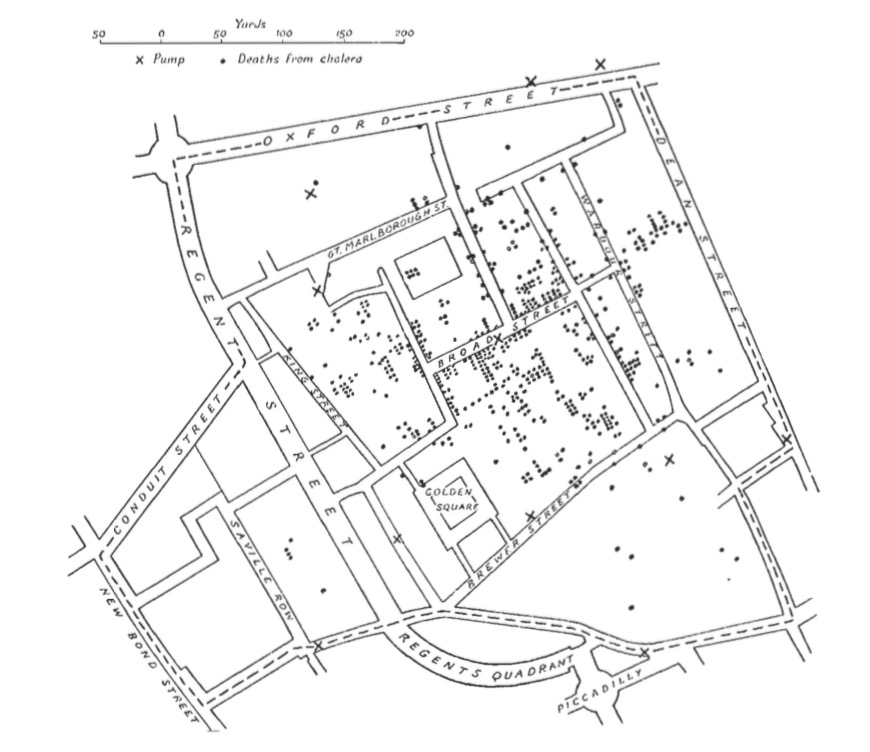 Yards
50 0 50 100 150 200
x Pump • Deaths from cholera
OXFORD STREET
DEAN STREET
REGENT STREET
GT. MARLBOROUGH ST.
WARDOUR STREET
BROAD STREET
KING STREET
CONDUIT STREET
GOLDEN
SQUARE
SAVILLE ROW
BREWER STREET
NEW BOND STREET
REGENTS QUADRANT
PICCADILLY